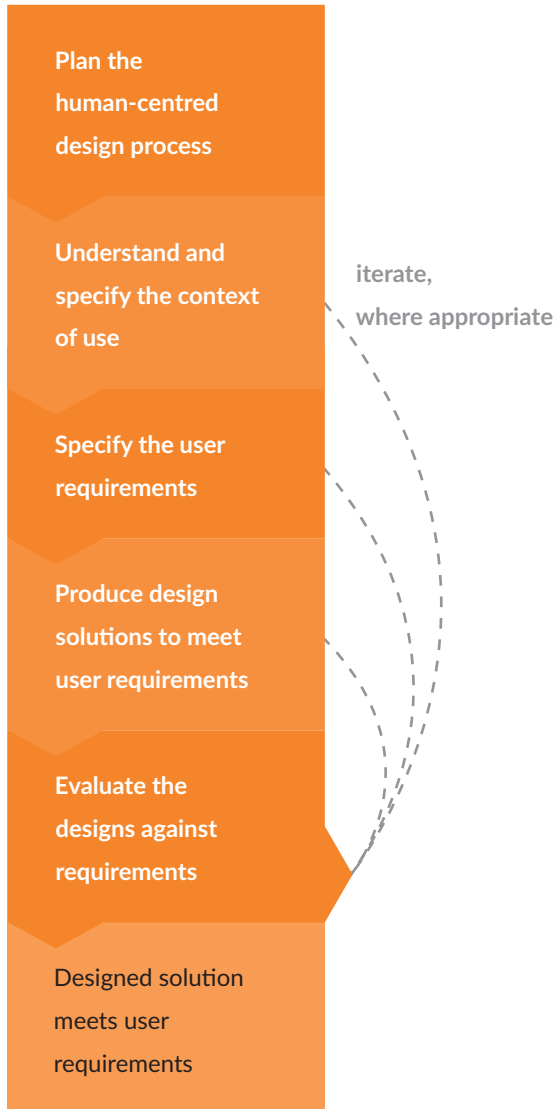 Plan the
human-centred
design process
Understand and
specify the context
of use
iterate,
where appropriate
Specify the user
requirements
Produce design
solutions to meet
user requirements
Evaluate the
designs against
requirements
Designed solution
meets user
requirements